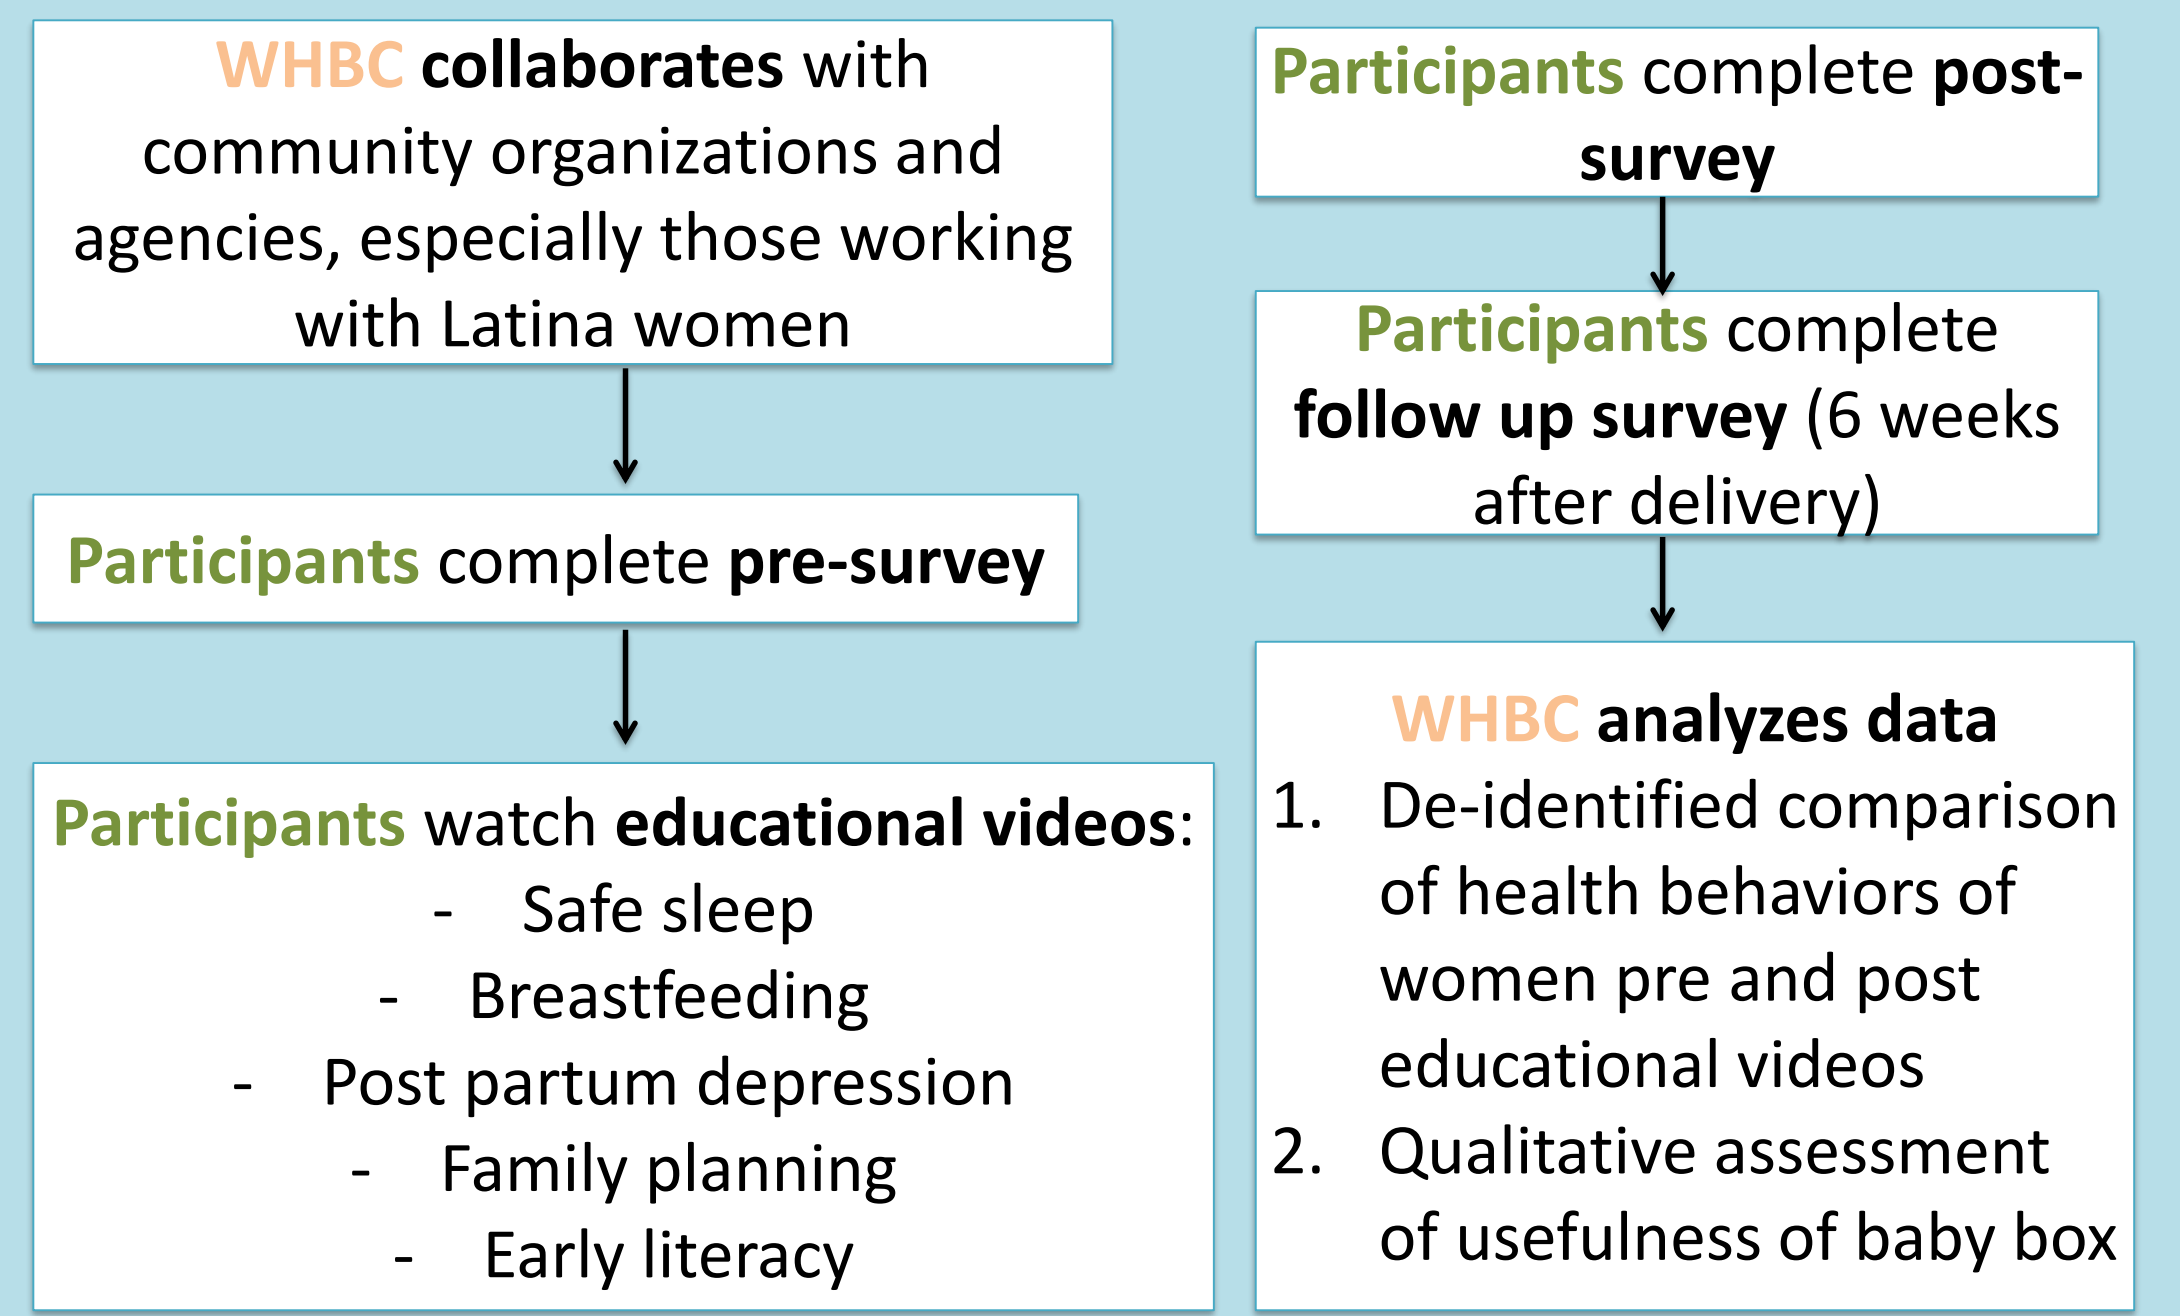 WHBC collaborates with
community organizations and
agencies, especially those working
with Latina women
Participants complete pre-survey
Participants watch educational videos:
- Safe sleep
- Breastfeeding
- Post partum depression
- Family planning
- Early literacy
Participants complete post-
survey
Participants complete
follow up survey (6 weeks
after delivery)
WHBC analyzes data
1. De-identified comparison
of health behaviors of
women pre and post
educational videos
2. Qualitative assessment
of usefulness of baby box